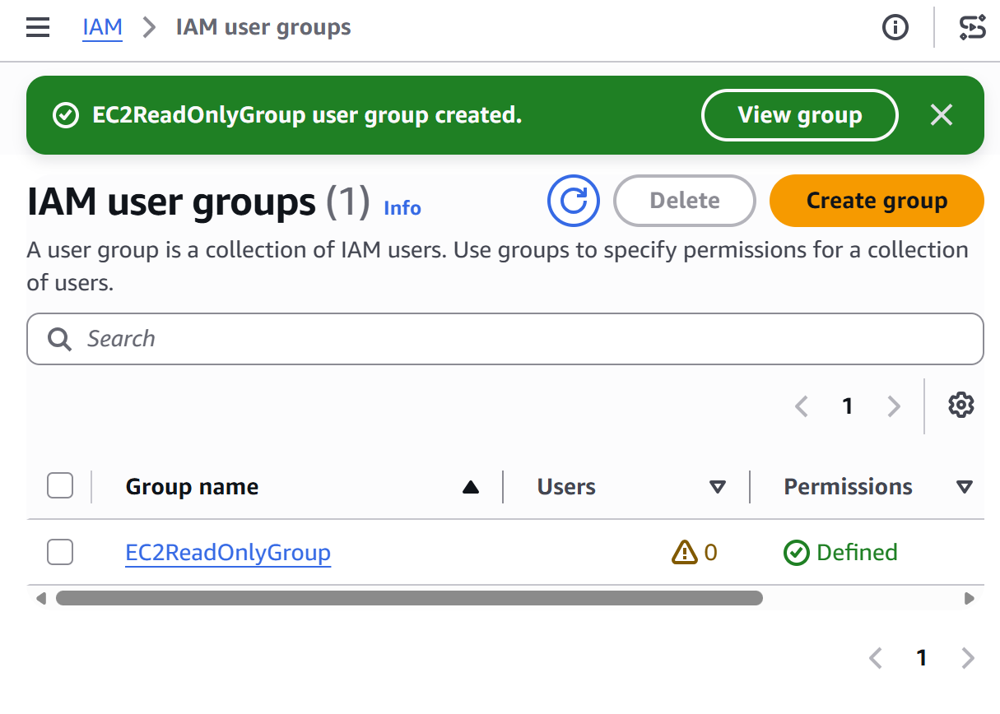 IAM > IAM user groups
EC2ReadOnlyGroup user group created. View group
IAM user groups (1) Info Delete Create group
A user group is a collection of IAM users. Use groups to specify permissions for a collection
of users.
Search
1
Group name Users Permissions
EC2ReadOnlyGroup 0 Defined
1